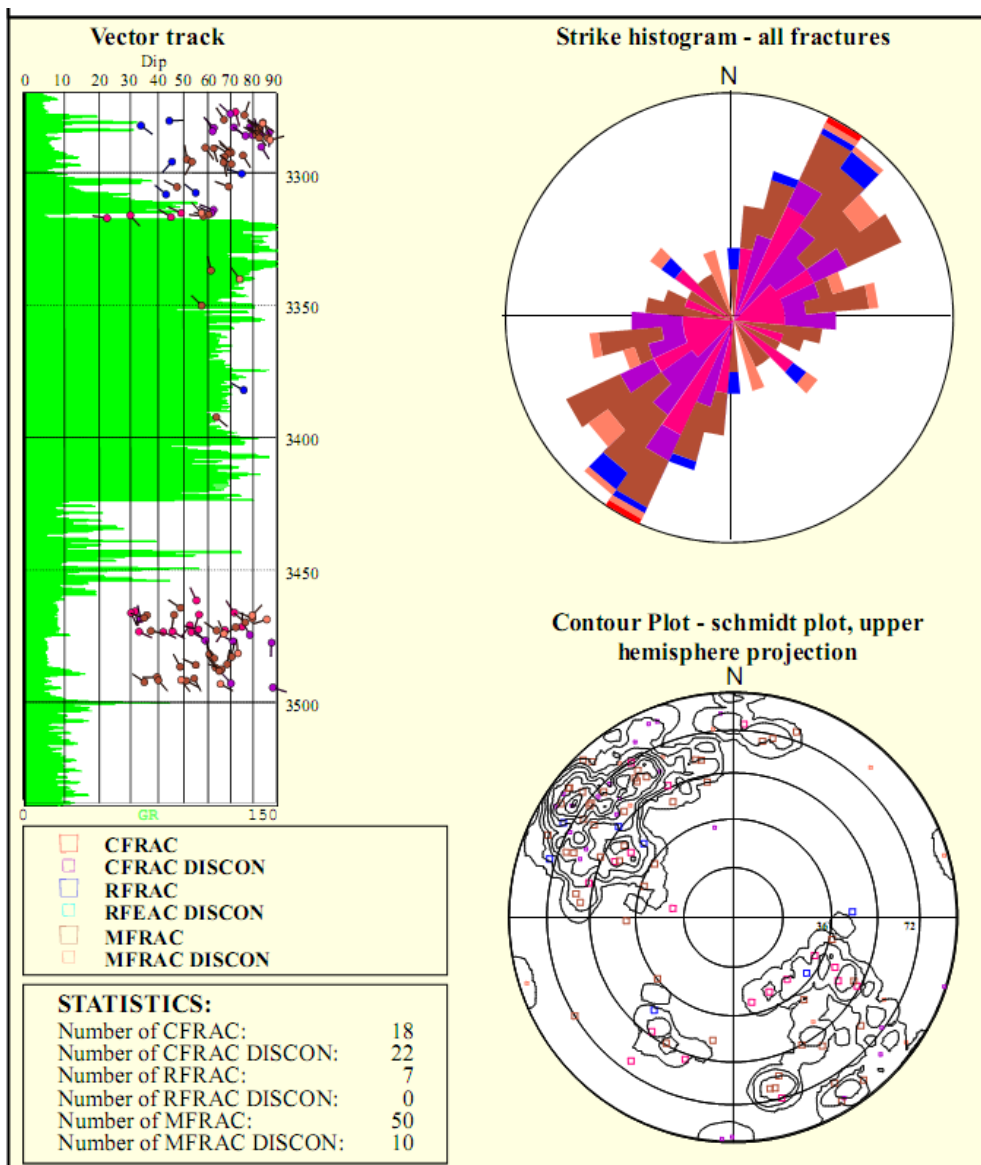 Vector track
Dip
0 10 20 30 40 50 60 70 80 90
3300
3350
3400
3450
3500
0 GR 150
CFRAC
CFRAC DISCON
RFRAC
RFEAC DISCON
MFRAC
MFRAC DISCON
STATISTICS:
Number of CFRAC: 18
Number of CFRAC DISCON: 22
Number of RFRAC: 7
Number of RFRAC DISCON: 0
Number of MFRAC: 50
Number of MFRAC DISCON: 10
Strike histogram - all fractures
N
Contour Plot - schmidt plot, upper
hemisphere projection
N
36 72